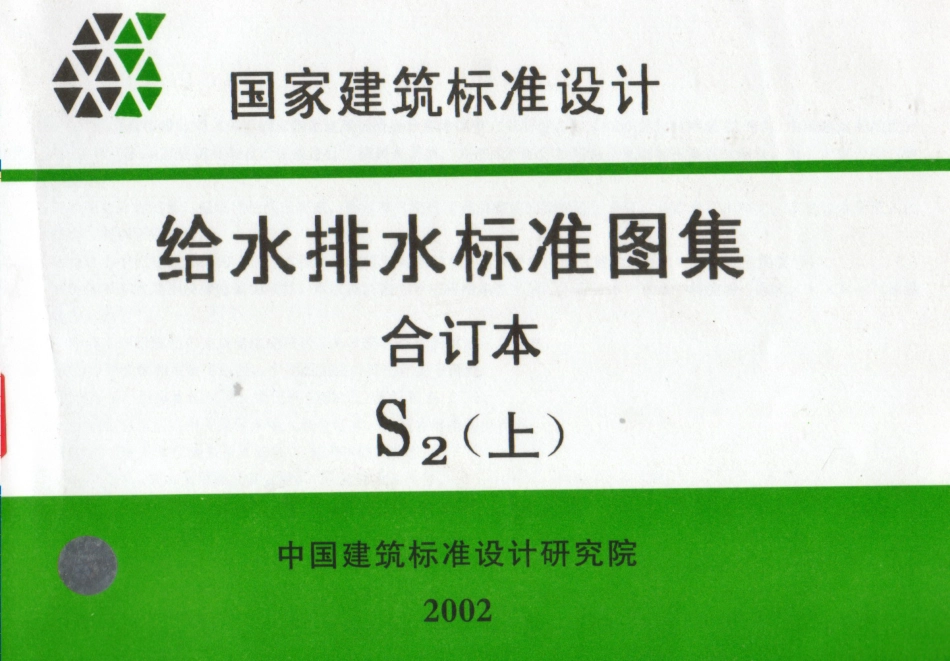 国家建筑标准设计
给水排水标准图集
合订本
S₂（上）
中国建筑标准设计研究院
2002